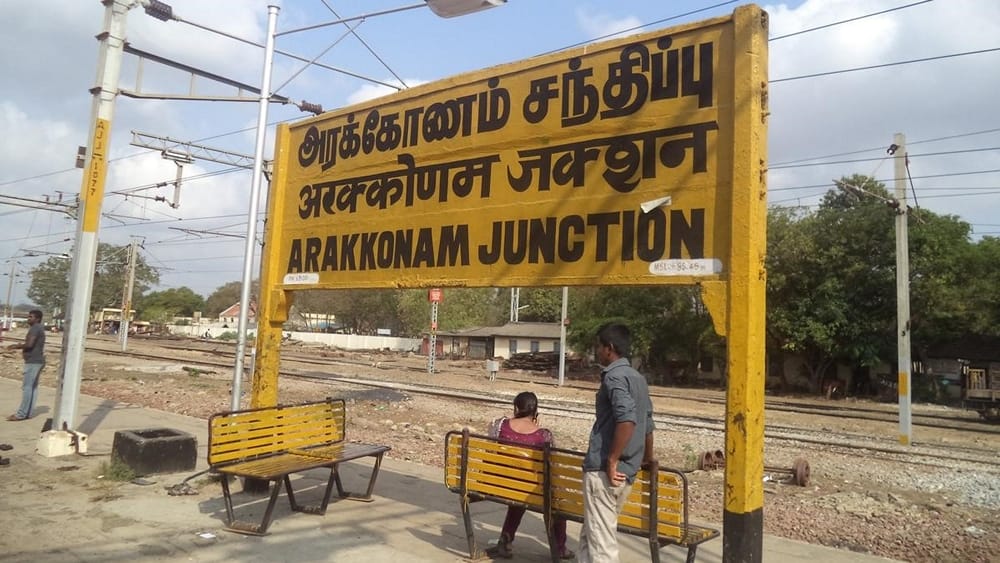 அரக்கோணம் சந்திப்பு
अरक्कोणम जक्शन
ARAKKONAM JUNCTION